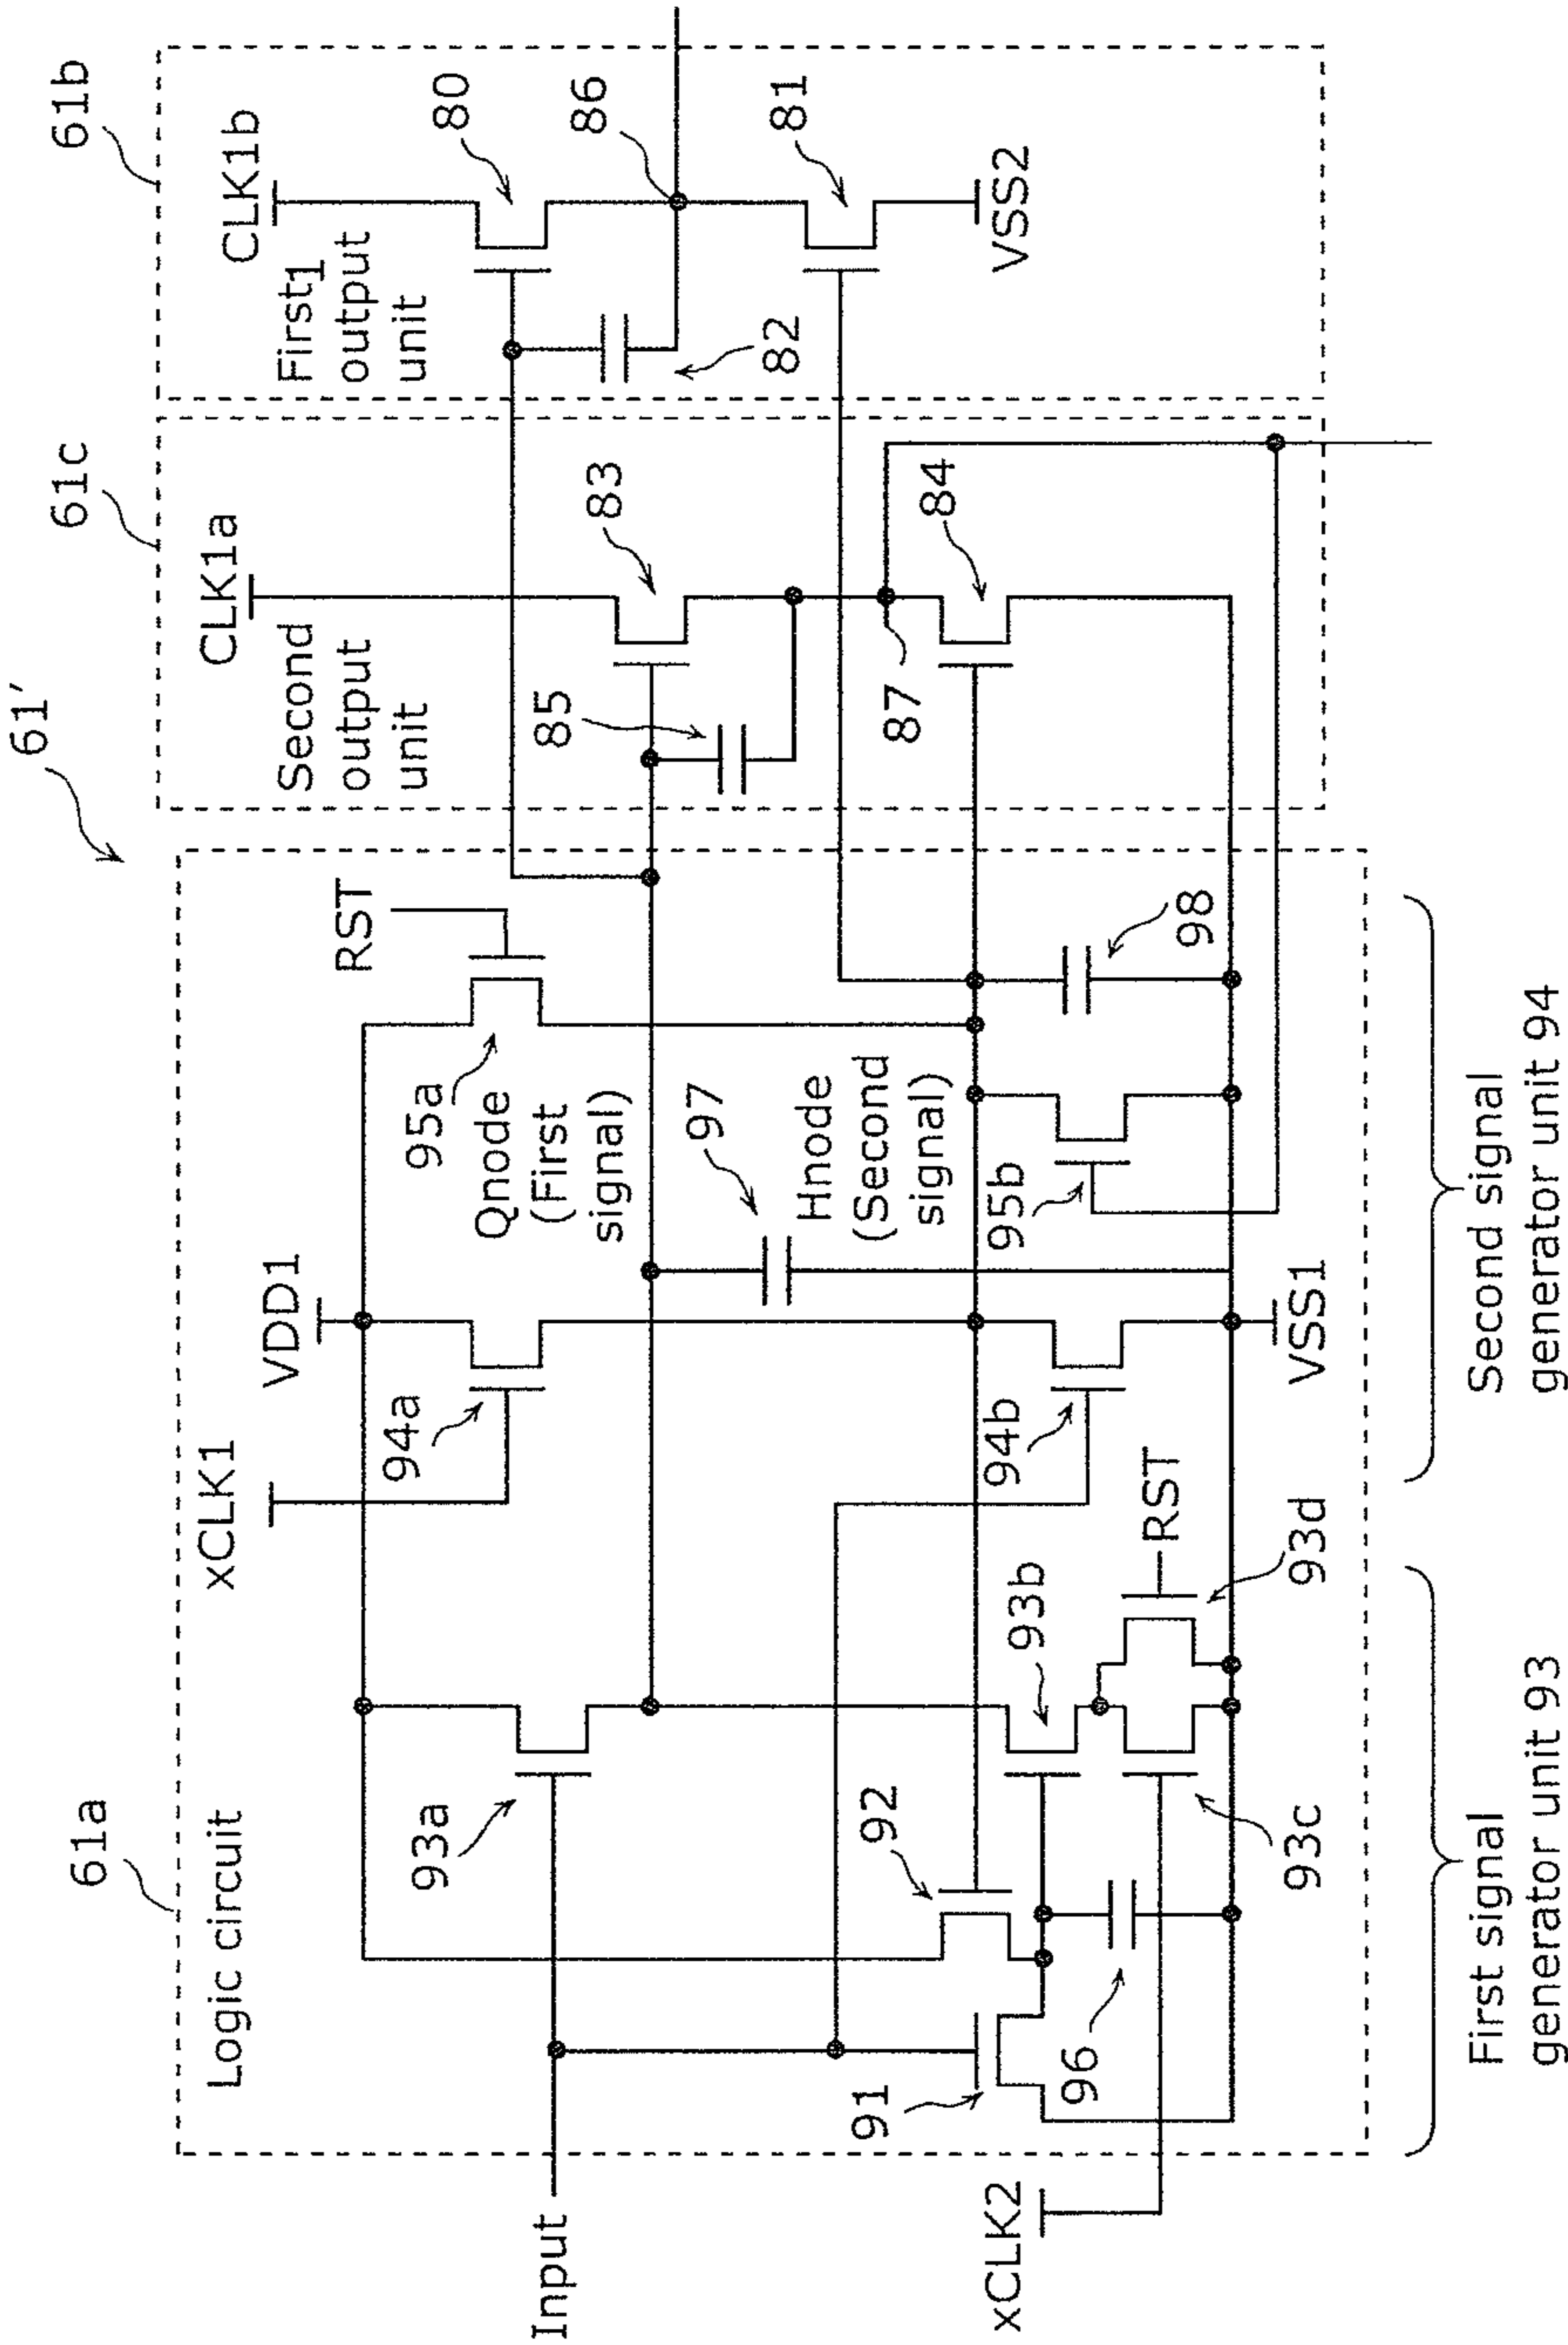 61'
61a
61c
61b
Logic circuit
xCLK1
VDD1
RST
CLK1a
Second
output
unit
CLK1b
First1
output
unit
93a
94a
95a
Qnode
(First
signal)
83
85
80
82
86
Input
97
Hnode
(Second
signal)
92
91
93b
94b
95b
98
87
84
81
VSS2
xCLK2
96
93c
RST
93d
VSS1
First signal
generator unit 93
Second signal
generator unit 94